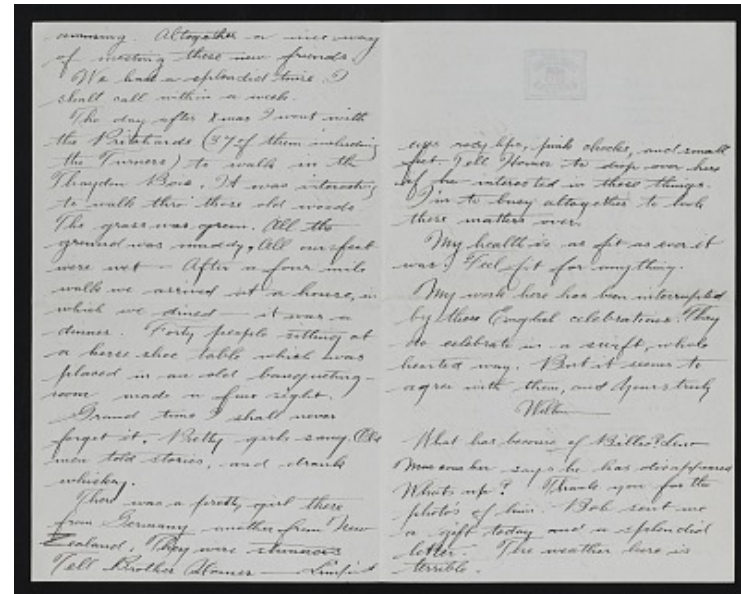 amusing. Altogether a nice way
of meeting these new friends.
We had a splendid time. I
shall call within a week.
The day after Xmas I went with
the Pritchards (37 of them including
the Turners) to walk in the
Thaydon Bois. It was interesting
to walk thro' those old woods
The grass was green. All the
ground was muddy, All our feet
were wet – After a four mile
walk we arrived at a house, in
which we dined – it was a
dinner. Forty people sitting at
a horse shoe table which was
placed in an old banqueting-
room made a fine sight.
Grand time I shall never
forget it. Pretty girls sang. Old
men told stories, and drank
whiskey.
There was a pretty girl there
from Germany another from New
Zealand. They were
Tell Brother Homer – Limpid
eyes rosy lips, pink cheeks, and small
feet. Tell Homer to drop over here
if he interested in those things.
I'm to busy altogether to look
these matters over.
My health is as fit as ever it
was. I feel fit for anything.
My work here has been interrupted
by these English celebrations. They
do celebrate in a swift, whole
hearted way. But it seems to
agree with them, and Yours truly
What has become of
says he has disappeared
Whats up? Thank you for the
photos of him. Bob sent me
a gift today and a splendid
letter. The weather here is
terrible.